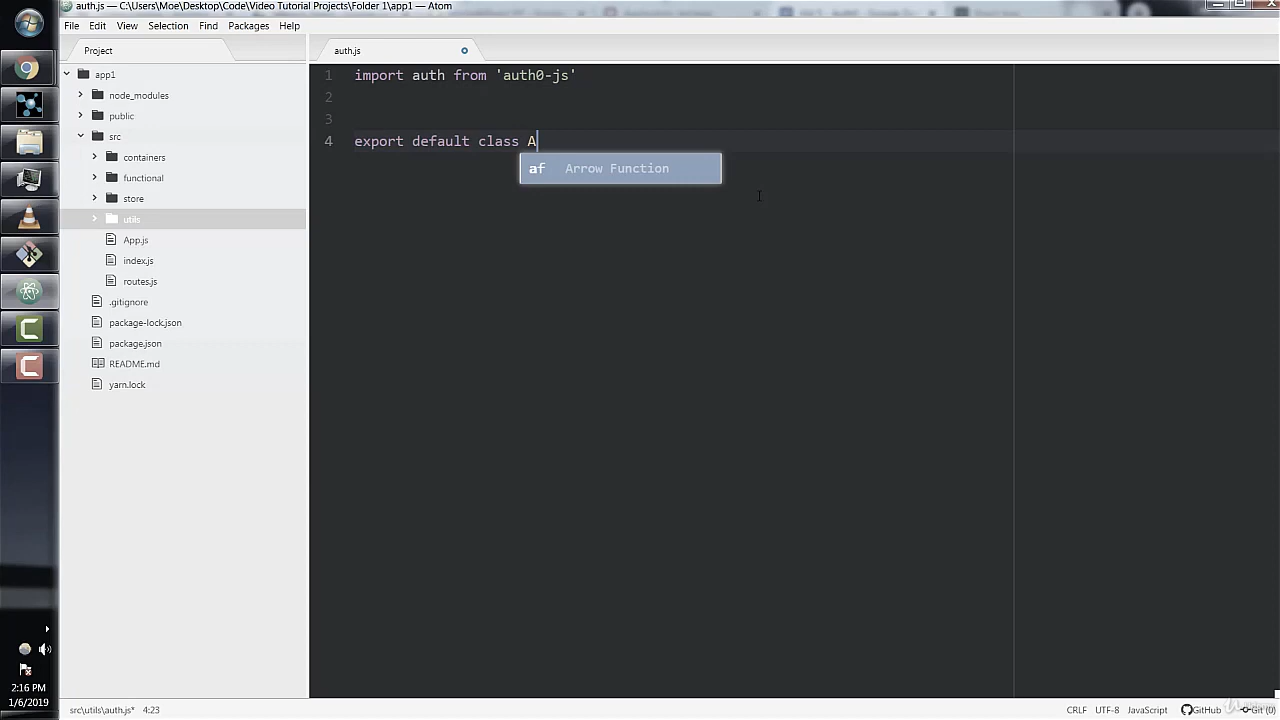 auth.js — C:\Users\Moe\Desktop\Code\Video Tutorial Projects\Folder 1\app1 — Atom
File Edit View Selection Find Packages Help
Project
auth.js
app1
node_modules
public
src
containers
functional
store
utils
App.js
index.js
routes.js
.gitignore
package-lock.json
package.json
README.md
yarn.lock
1 import auth from 'auth0-js'
2
3
4 export default class A
af Arrow Function
2:16 PM
1/6/2019
src\utils\auth.js* 4:23
CRLF UTF-8 JavaScript GitHub Git (0)